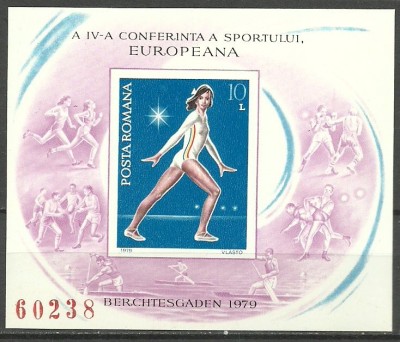 A IV-A CONFERINTA A SPORTULUI,
EUROPEANA
10
L
POSTA ROMANA
1979
VLASTO
60238
BERCHTESGADEN 1979